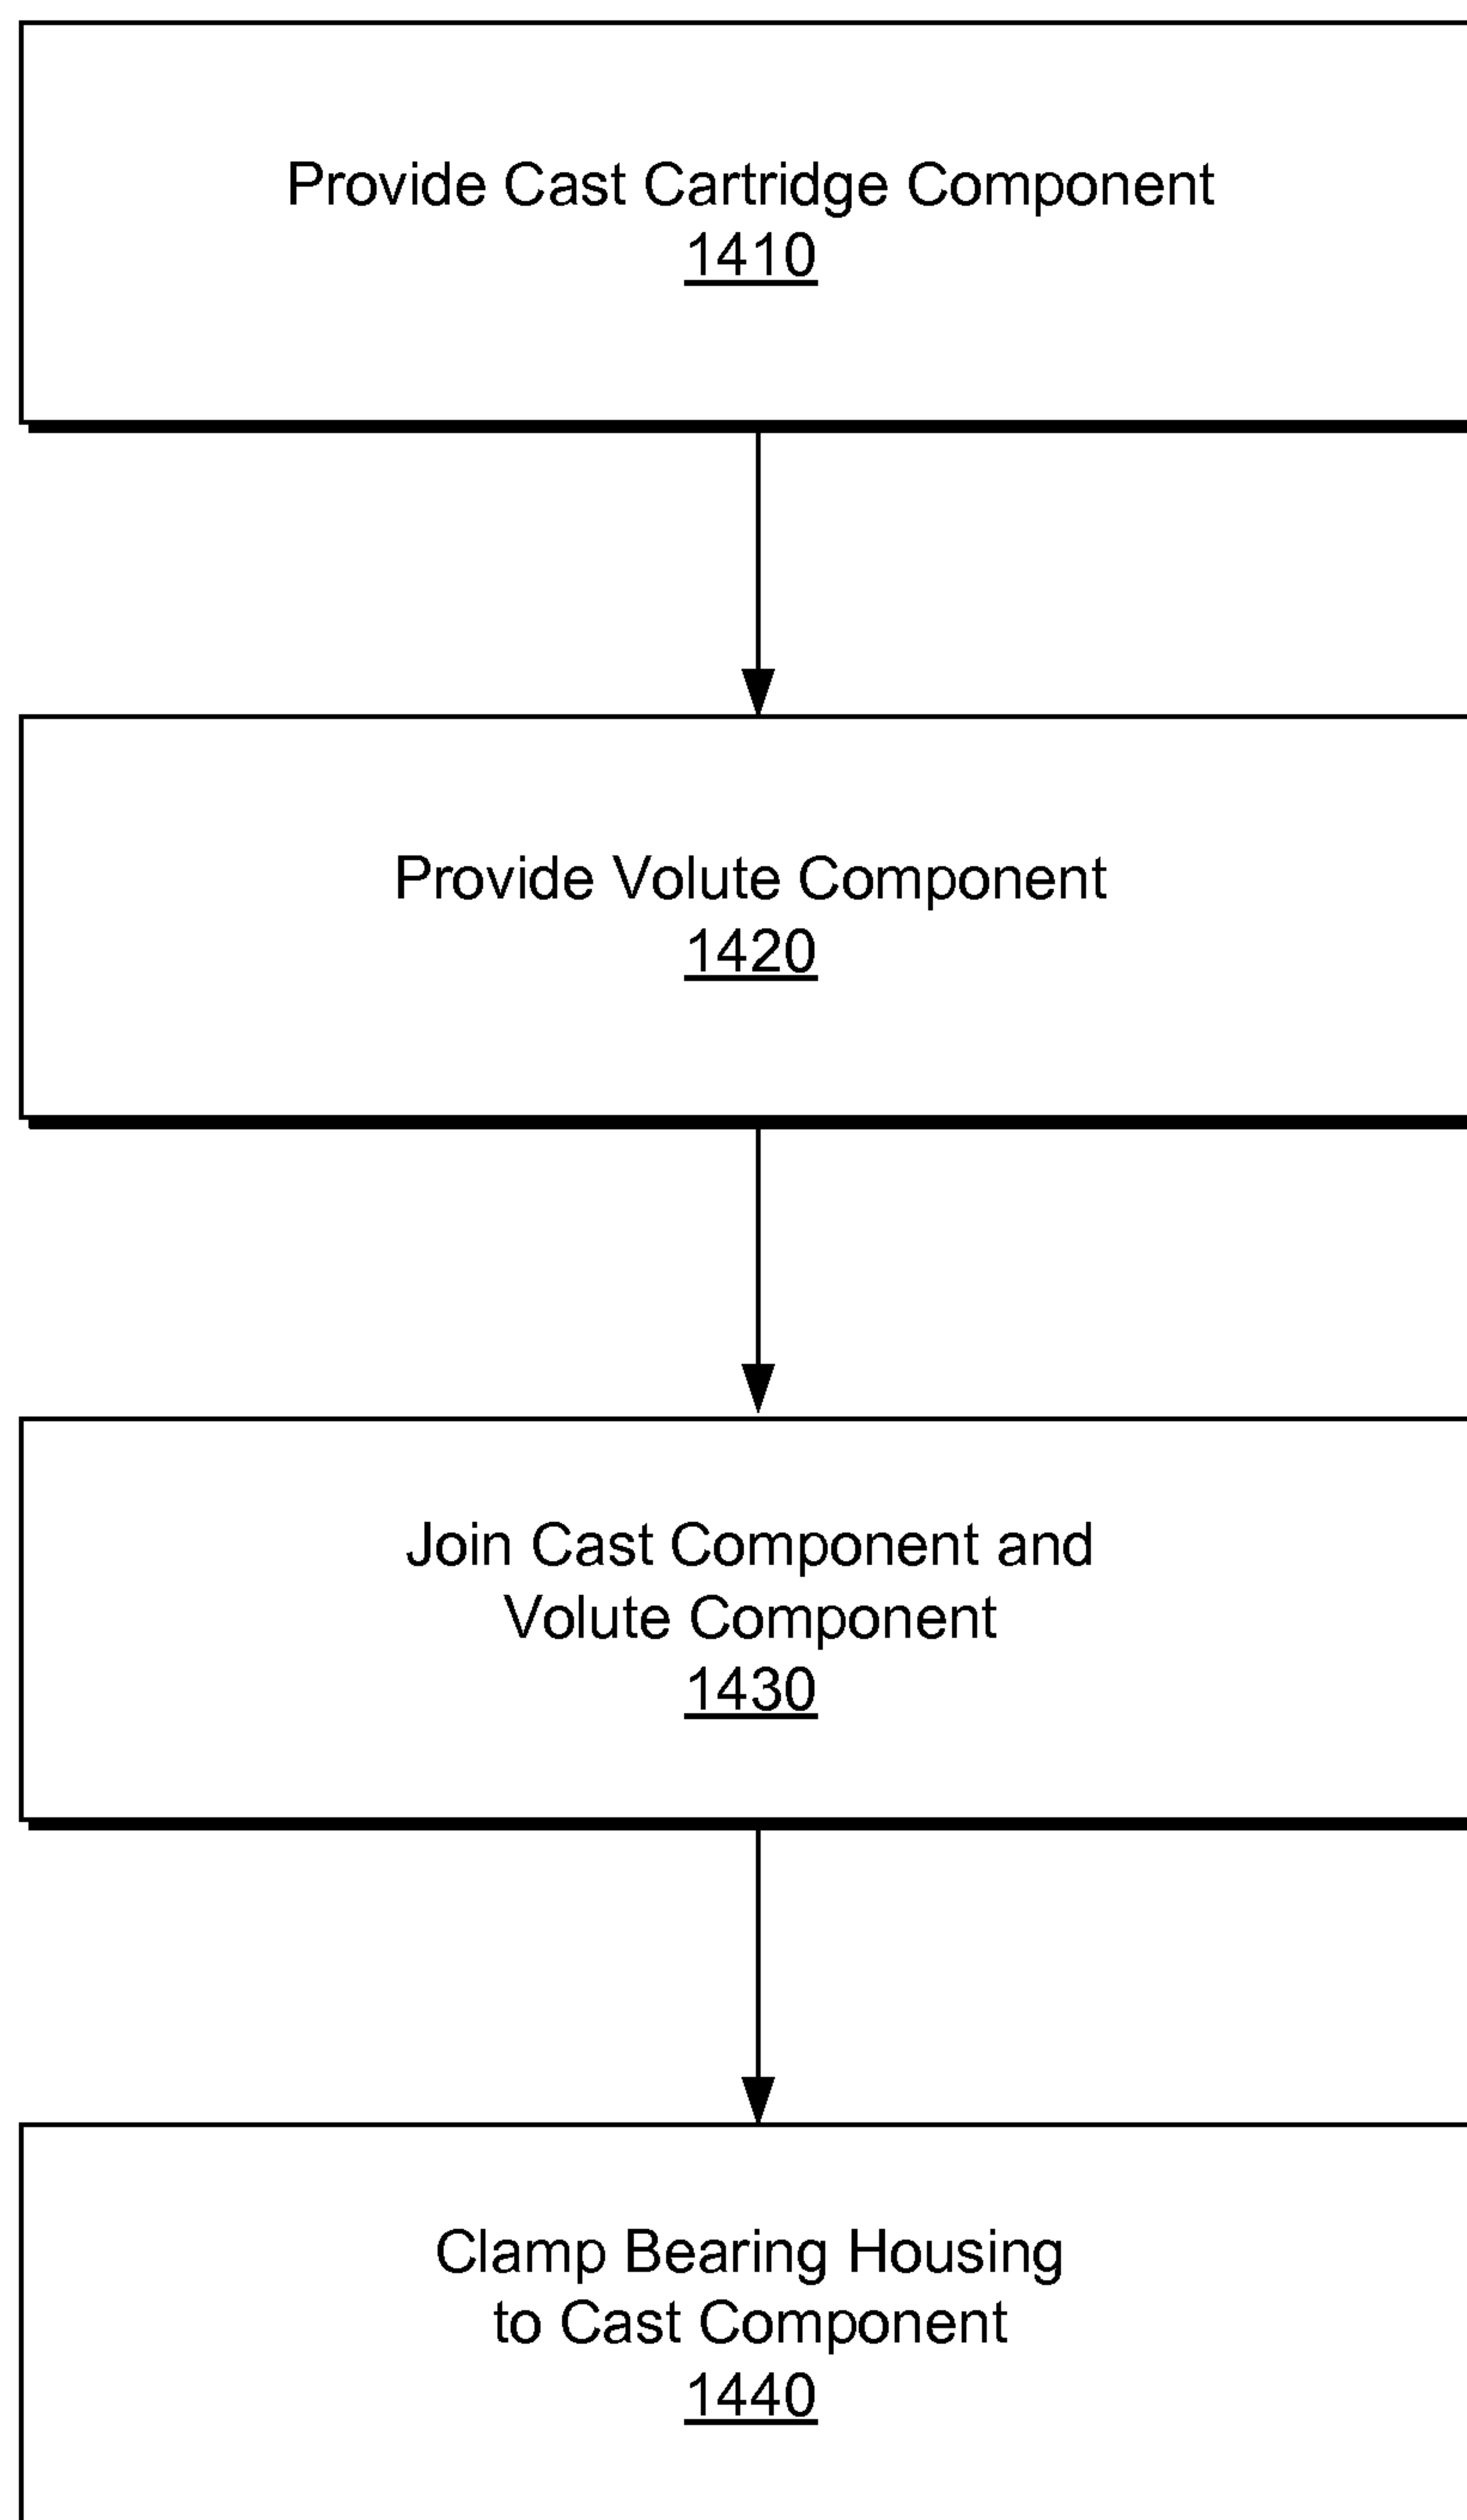 Provide Cast Cartridge Component
1410
Provide Volute Component
1420
Join Cast Component and
Volute Component
1430
Clamp Bearing Housing
to Cast Component
1440